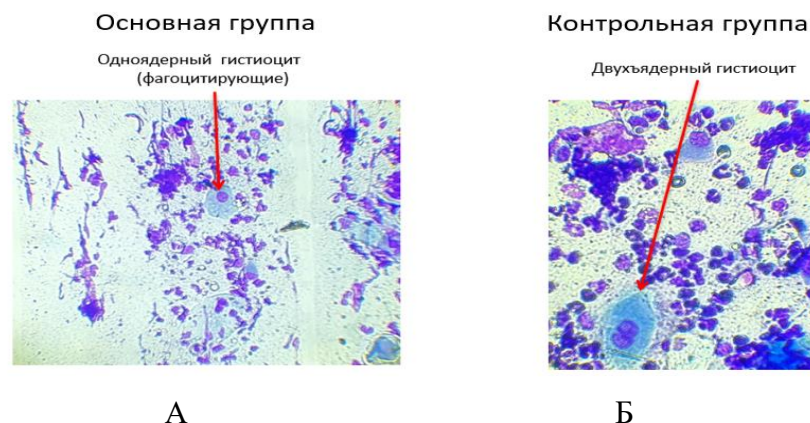 Основная группа
Контрольная группа
Одноядерный гистиоцит
(фагоцитирующие)
Двухъядерный гистиоцит
А
Б